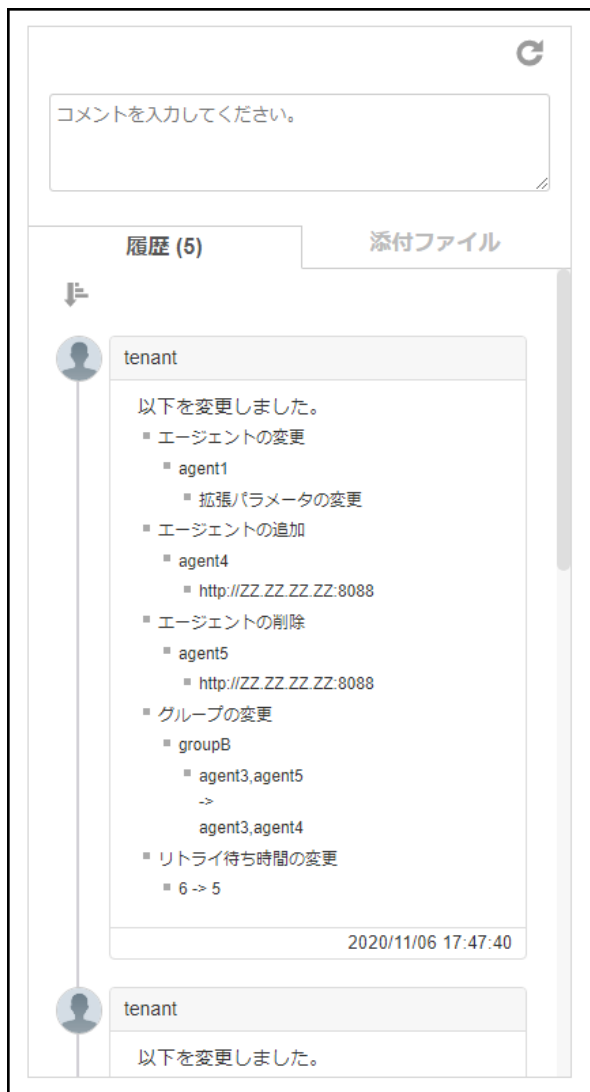 コメントを入力してください。
履歴 (5)
添付ファイル
tenant
以下を変更しました。
エージェントの変更
agent1
拡張パラメータの変更
エージェントの追加
agent4
http://ZZ.ZZ.ZZ.ZZ:8088
エージェントの削除
agent5
http://ZZ.ZZ.ZZ.ZZ:8088
グループの変更
groupB
agent3,agent5
->
agent3,agent4
リトライ待ち時間の変更
6 -> 5
2020/11/06 17:47:40
tenant
以下を変更しました。